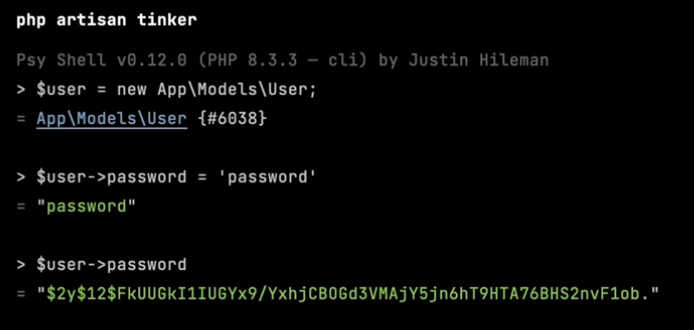 php artisan tinker
Psy Shell v0.12.0 (PHP 8.3.3 — cli) by Justin Hileman
> $user = new App\Models\User;
= App\Models\User {#6038}
> $user->password = 'password'
= "password"
> $user->password
= "$2y$12$FkUUGkI1IUGYx9/YxhjCBOGd3VMAjY5jn6hT9HTA76BHS2nvF1ob."